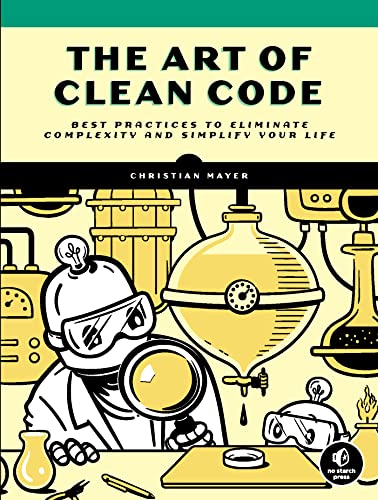 THE ART OF
CLEAN CODE
BEST PRACTICES TO ELIMINATE
COMPLEXITY AND SIMPLIFY YOUR LIFE
CHRISTIAN MAYER
no starch
press